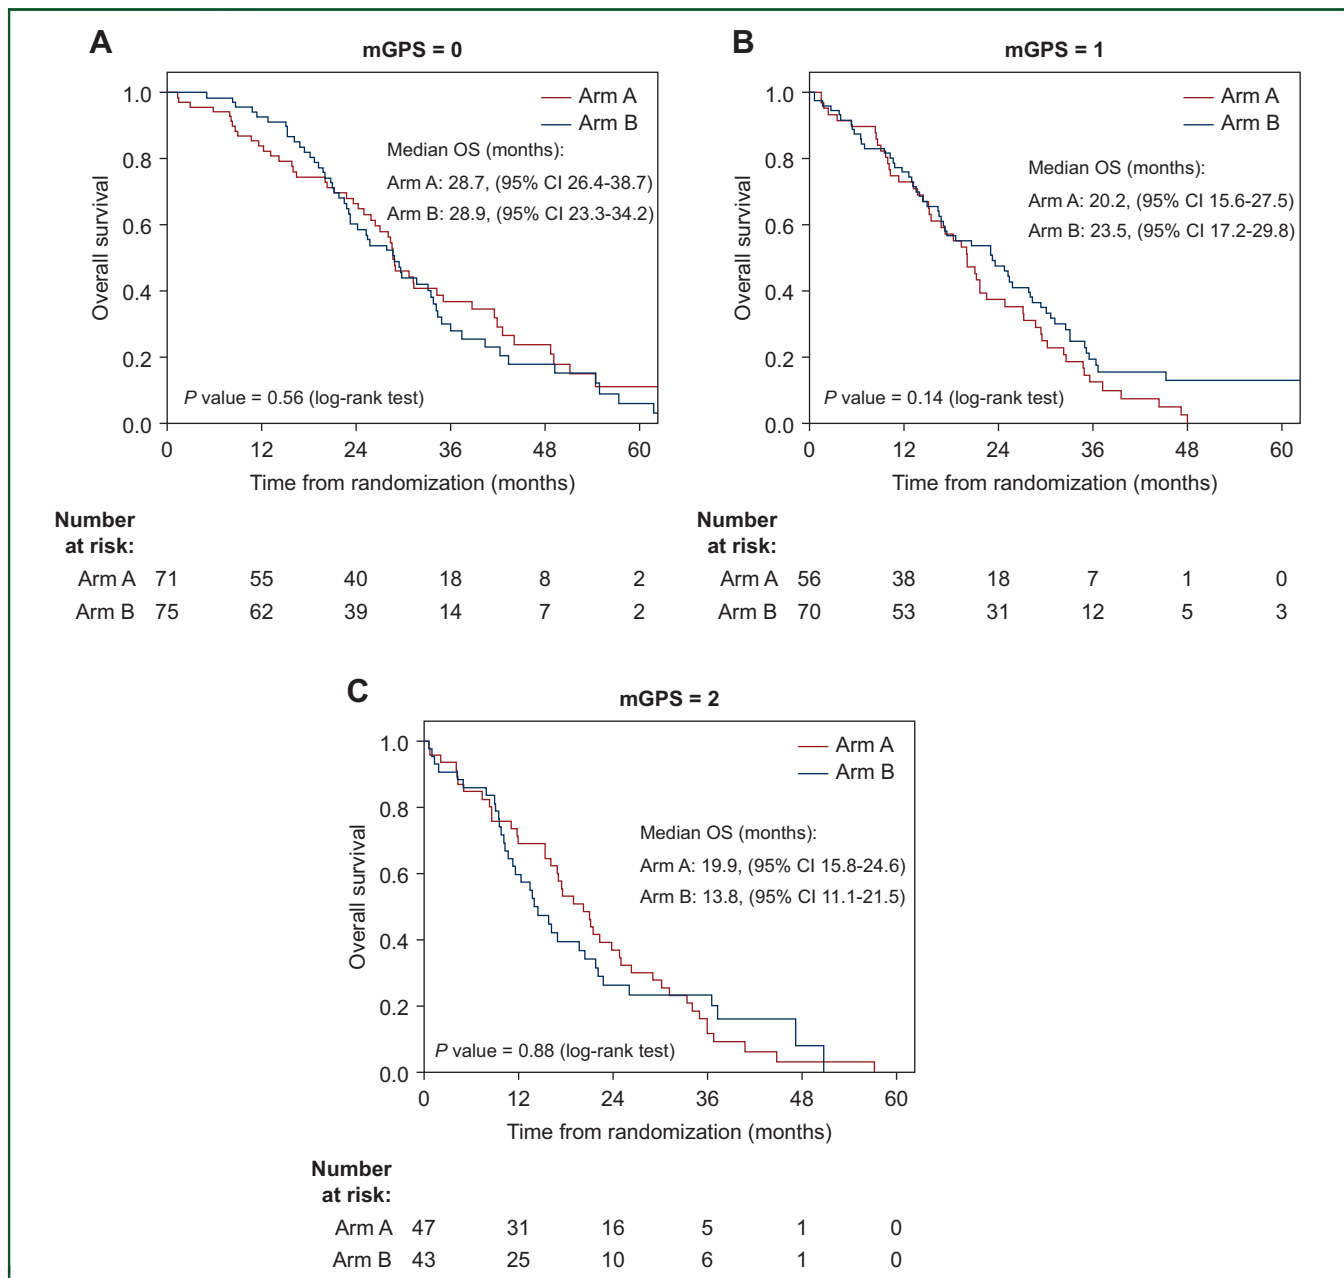 A
mGPS = 0
Overall survival
1.0
0.8
0.6
0.4
0.2
0.0
Arm A
Arm B
Median OS (months):
Arm A: 28.7, (95% CI 26.4-38.7)
Arm B: 28.9, (95% CI 23.3-34.2)
P value = 0.56 (log-rank test)
0 12 24 36 48 60
Time from randomization (months)
Number
at risk:
Arm A 71 55 40 18 8 2
Arm B 75 62 39 14 7 2
B
mGPS = 1
Overall survival
1.0
0.8
0.6
0.4
0.2
0.0
Arm A
Arm B
Median OS (months):
Arm A: 20.2, (95% CI 15.6-27.5)
Arm B: 23.5, (95% CI 17.2-29.8)
P value = 0.14 (log-rank test)
0 12 24 36 48 60
Time from randomization (months)
Number
at risk:
Arm A 56 38 18 7 1 0
Arm B 70 53 31 12 5 3
C
mGPS = 2
Overall survival
1.0
0.8
0.6
0.4
0.2
0.0
Arm A
Arm B
Median OS (months):
Arm A: 19.9, (95% CI 15.8-24.6)
Arm B: 13.8, (95% CI 11.1-21.5)
P value = 0.88 (log-rank test)
0 12 24 36 48 60
Time from randomization (months)
Number
at risk:
Arm A 47 31 16 5 1 0
Arm B 43 25 10 6 1 0